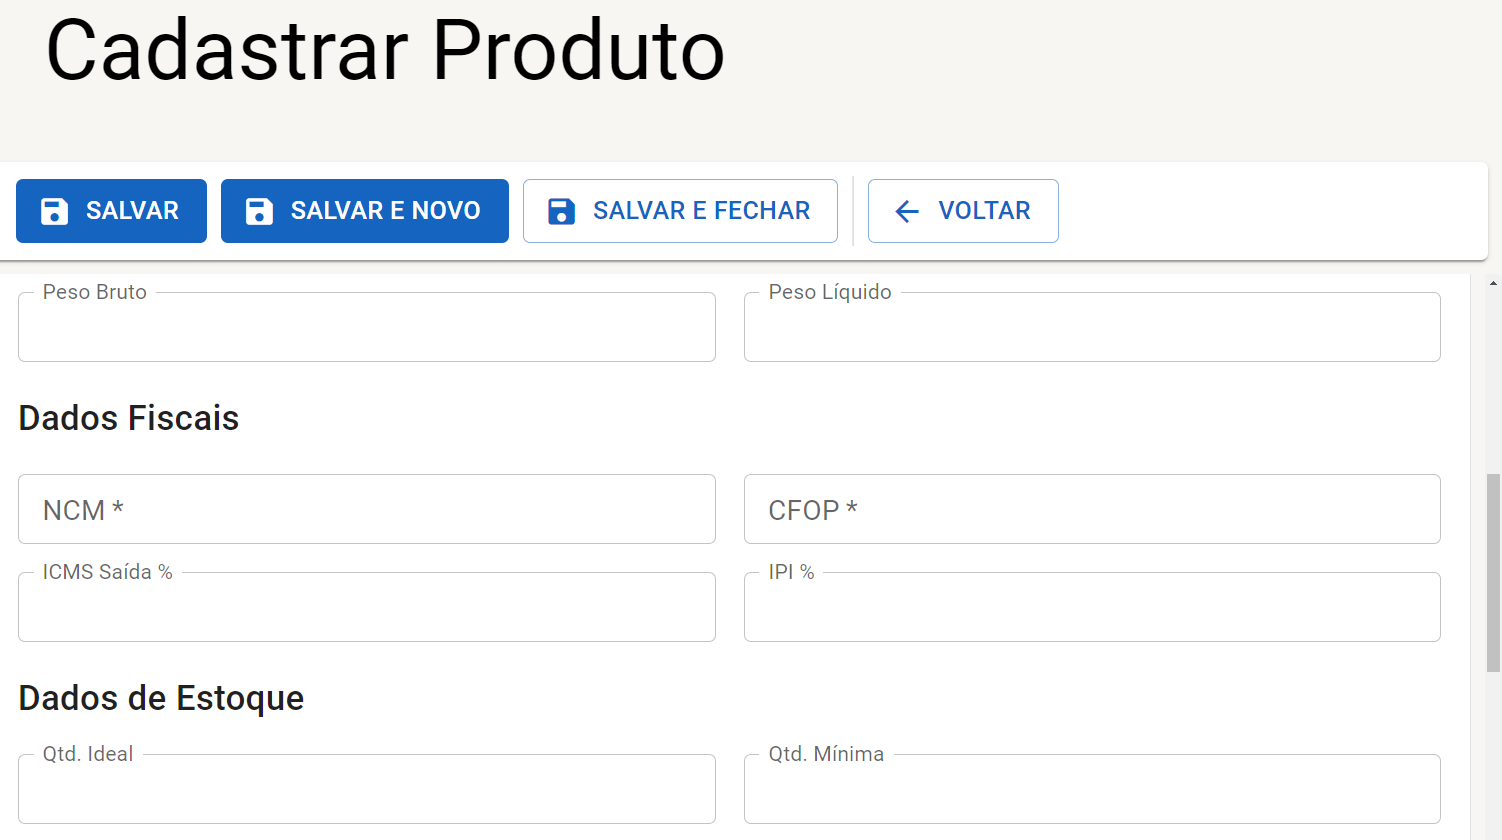 Cadastrar Produto
SALVAR SALVAR E NOVO SALVAR E FECHAR VOLTAR
Peso Bruto Peso Líquido
Dados Fiscais
NCM * CFOP *
ICMS Saída % IPI %
Dados de Estoque
Qtd. Ideal Qtd. Mínima